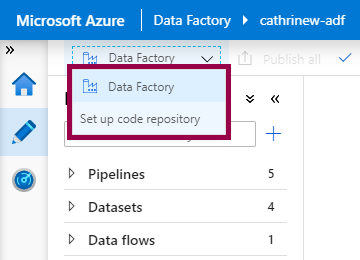 Microsoft Azure Data Factory cathrinew-adf
» Data Factory Publish all
Data Factory
Set up code repository
Pipelines 5
Datasets 4
Data flows 1